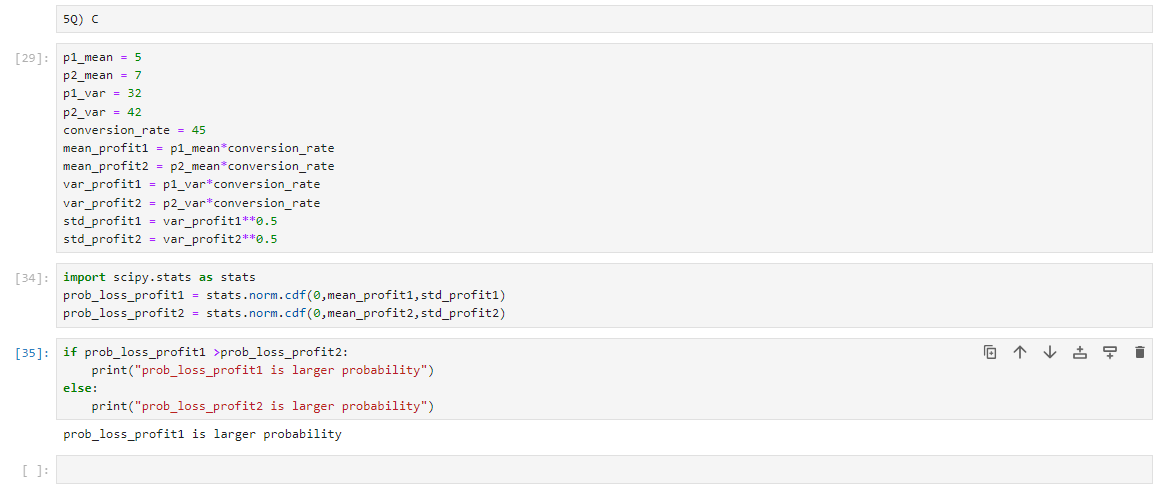 5Q) C
[29]:
p1_mean = 5
p2_mean = 7
p1_var = 32
p2_var = 42
conversion_rate = 45
mean_profit1 = p1_mean*conversion_rate
mean_profit2 = p2_mean*conversion_rate
var_profit1 = p1_var*conversion_rate
var_profit2 = p2_var*conversion_rate
std_profit1 = var_profit1**0.5
std_profit2 = var_profit2**0.5
[34]:
import scipy.stats as stats
prob_loss_profit1 = stats.norm.cdf(0,mean_profit1,std_profit1)
prob_loss_profit2 = stats.norm.cdf(0,mean_profit2,std_profit2)
[35]:
if prob_loss_profit1 >prob_loss_profit2:
    print("prob_loss_profit1 is larger probability")
else:
    print("prob_loss_profit2 is larger probability")
prob_loss_profit1 is larger probability
[ ]: